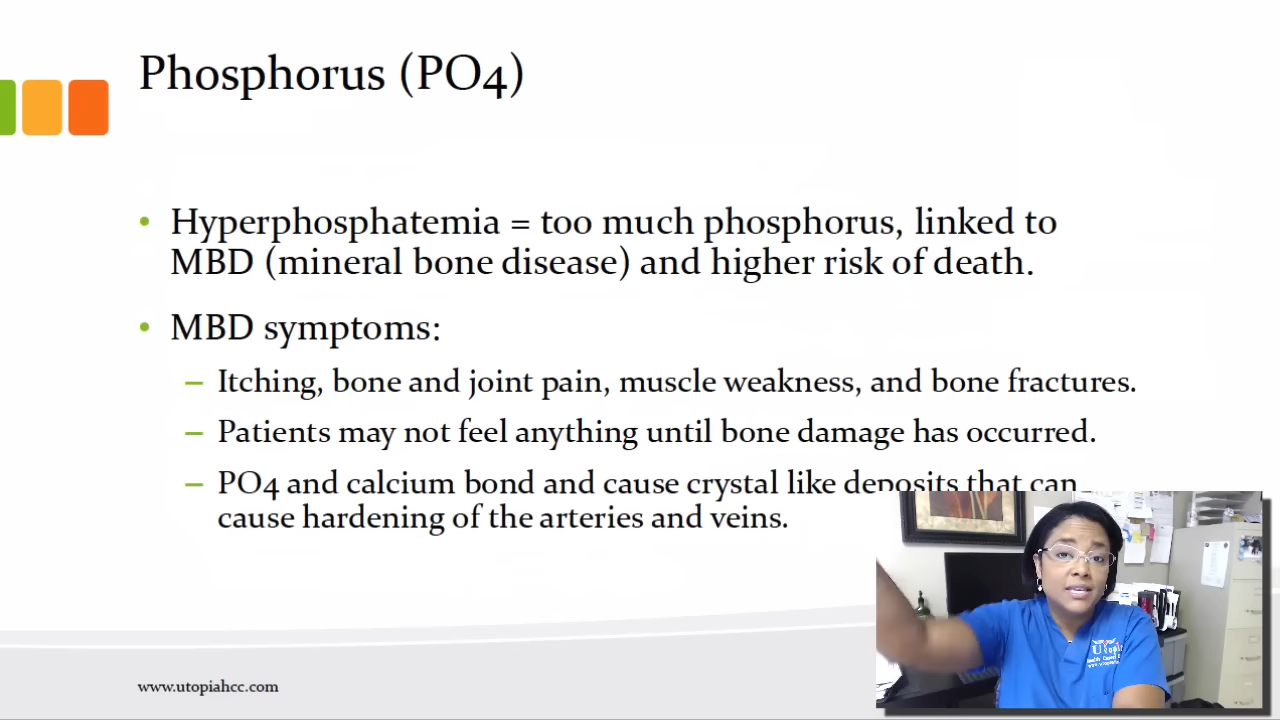 Phosphorus (PO4)
• Hyperphosphatemia = too much phosphorus, linked to
MBD (mineral bone disease) and higher risk of death.
• MBD symptoms:
– Itching, bone and joint pain, muscle weakness, and bone fractures.
– Patients may not feel anything until bone damage has occurred.
– PO4 and calcium bond and cause crystal like deposits that can
cause hardening of the arteries and veins.
www.utopiahcc.com